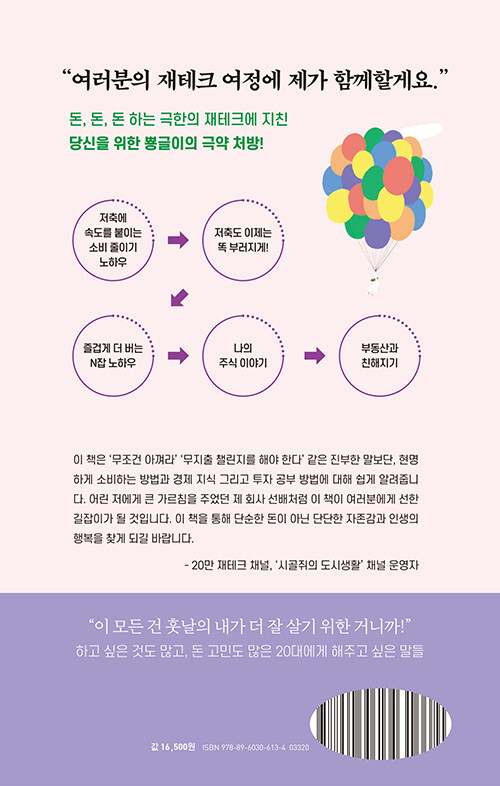 “여러분의 재테크 여정에 제가 함께할게요.”
돈, 돈, 돈 하는 극한의 재테크에 지친
당신을 위한 뽕글이의 극약 처방!
저축에
속도를 붙이는
소비 줄이기
노하우
저축도 이제는
똑 부러지게!
즐겁게 더 버는
N잡 노하우
나의
주식 이야기
부동산과
친해지기
이 책은 ‘무조건 아껴라’ ‘무지출 챌린지를 해야 한다’ 같은 진부한 말보단, 현명
하게 소비하는 방법과 경제 지식 그리고 투자 공부 방법에 대해 쉽게 알려줍니
다. 어린 저에게 큰 가르침을 주었던 제 회사 선배처럼 이 책이 여러분에게 선한
길잡이가 될 것입니다. 이 책을 통해 단순한 돈이 아닌 단단한 자존감과 인생의
행복을 찾게 되길 바랍니다.
- 20만 재테크 채널, ‘시골쥐의 도시생활’ 채널 운영자
“이 모든 건 훗날의 내가 더 잘 살기 위한 거니까!”
하고 싶은 것도 많고, 돈 고민도 많은 20대에게 해주고 싶은 말들
값 16,500원 ISBN 978-89-6030-613-4 03320